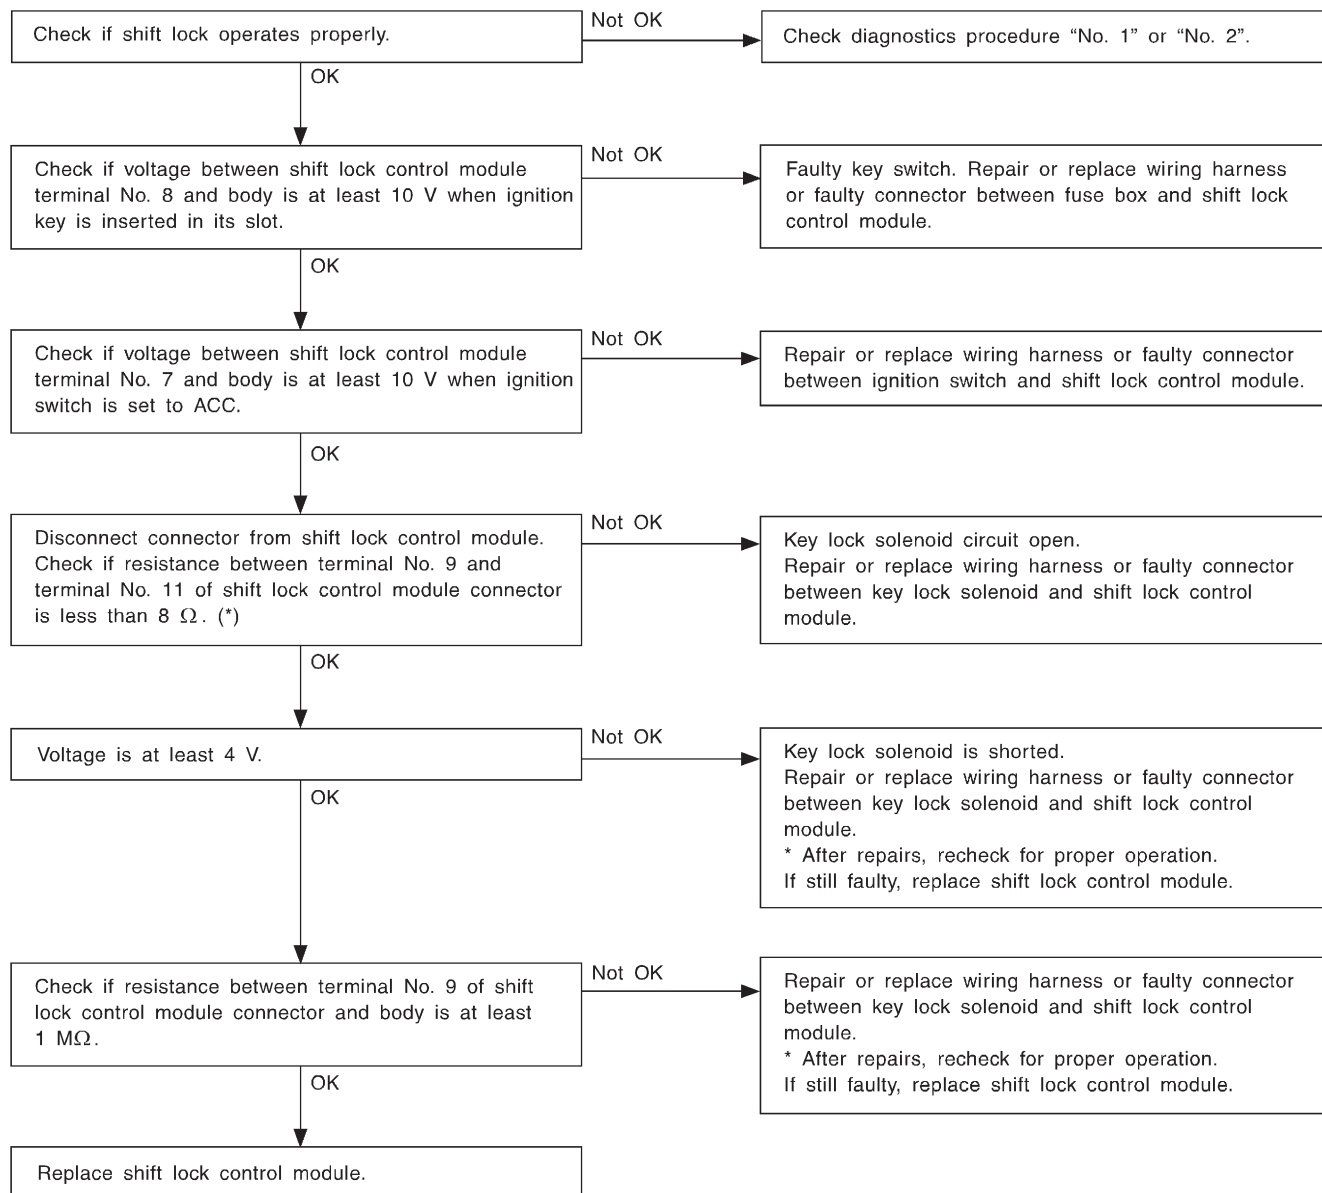 Check if shift lock operates properly.
Not OK
Check diagnostics procedure “No. 1” or “No. 2”.
OK
Check if voltage between shift lock control module
terminal No. 8 and body is at least 10 V when ignition
key is inserted in its slot.
Not OK
Faulty key switch. Repair or replace wiring harness
or faulty connector between fuse box and shift lock
control module.
OK
Check if voltage between shift lock control module
terminal No. 7 and body is at least 10 V when ignition
switch is set to ACC.
Not OK
Repair or replace wiring harness or faulty connector
between ignition switch and shift lock control module.
OK
Disconnect connector from shift lock control module.
Check if resistance between terminal No. 9 and
terminal No. 11 of shift lock control module connector
is less than 8 Ω. (*)
Not OK
Key lock solenoid circuit open.
Repair or replace wiring harness or faulty connector
between key lock solenoid and shift lock control
module.
OK
Voltage is at least 4 V.
Not OK
Key lock solenoid is shorted.
Repair or replace wiring harness or faulty connector
between key lock solenoid and shift lock control
module.
* After repairs, recheck for proper operation.
If still faulty, replace shift lock control module.
OK
Check if resistance between terminal No. 9 of shift
lock control module connector and body is at least
1 MΩ.
Not OK
Repair or replace wiring harness or faulty connector
between key lock solenoid and shift lock control
module.
* After repairs, recheck for proper operation.
If still faulty, replace shift lock control module.
OK
Replace shift lock control module.